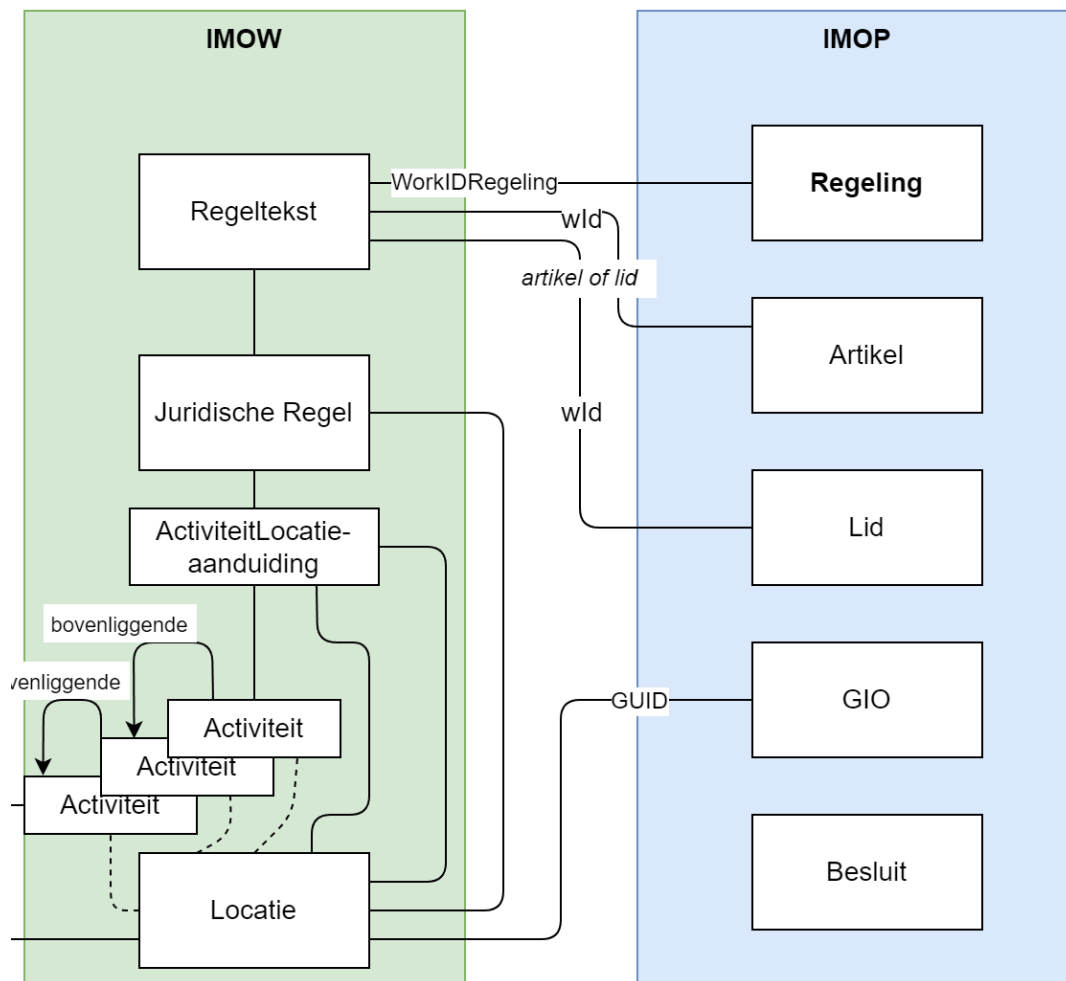 IMOW
IMOP
Regeltekst
WorkIDRegeling
Regeling
wId
artikel of lid
Artikel
Juridische Regel
wId
Lid
ActiviteitLocatie-
aanduiding
bovenliggende
venliggende
Activiteit
Activiteit
Activiteit
GUID
GIO
Besluit
Locatie